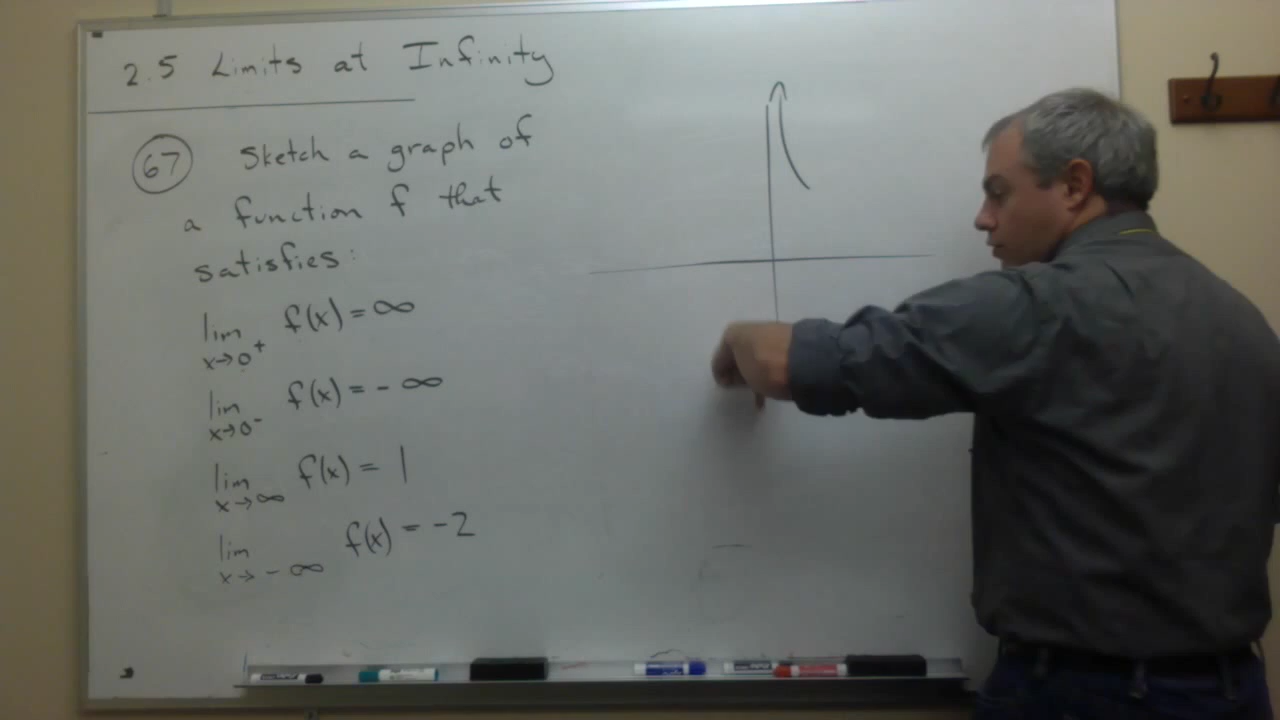 2.5 Limits at Infinity
67 Sketch a graph of
a function f that
satisfies:
lim x→0⁺ f(x) = ∞
lim x→0⁻ f(x) = -∞
lim x→∞ f(x) = 1
lim x→-∞ f(x) = -2